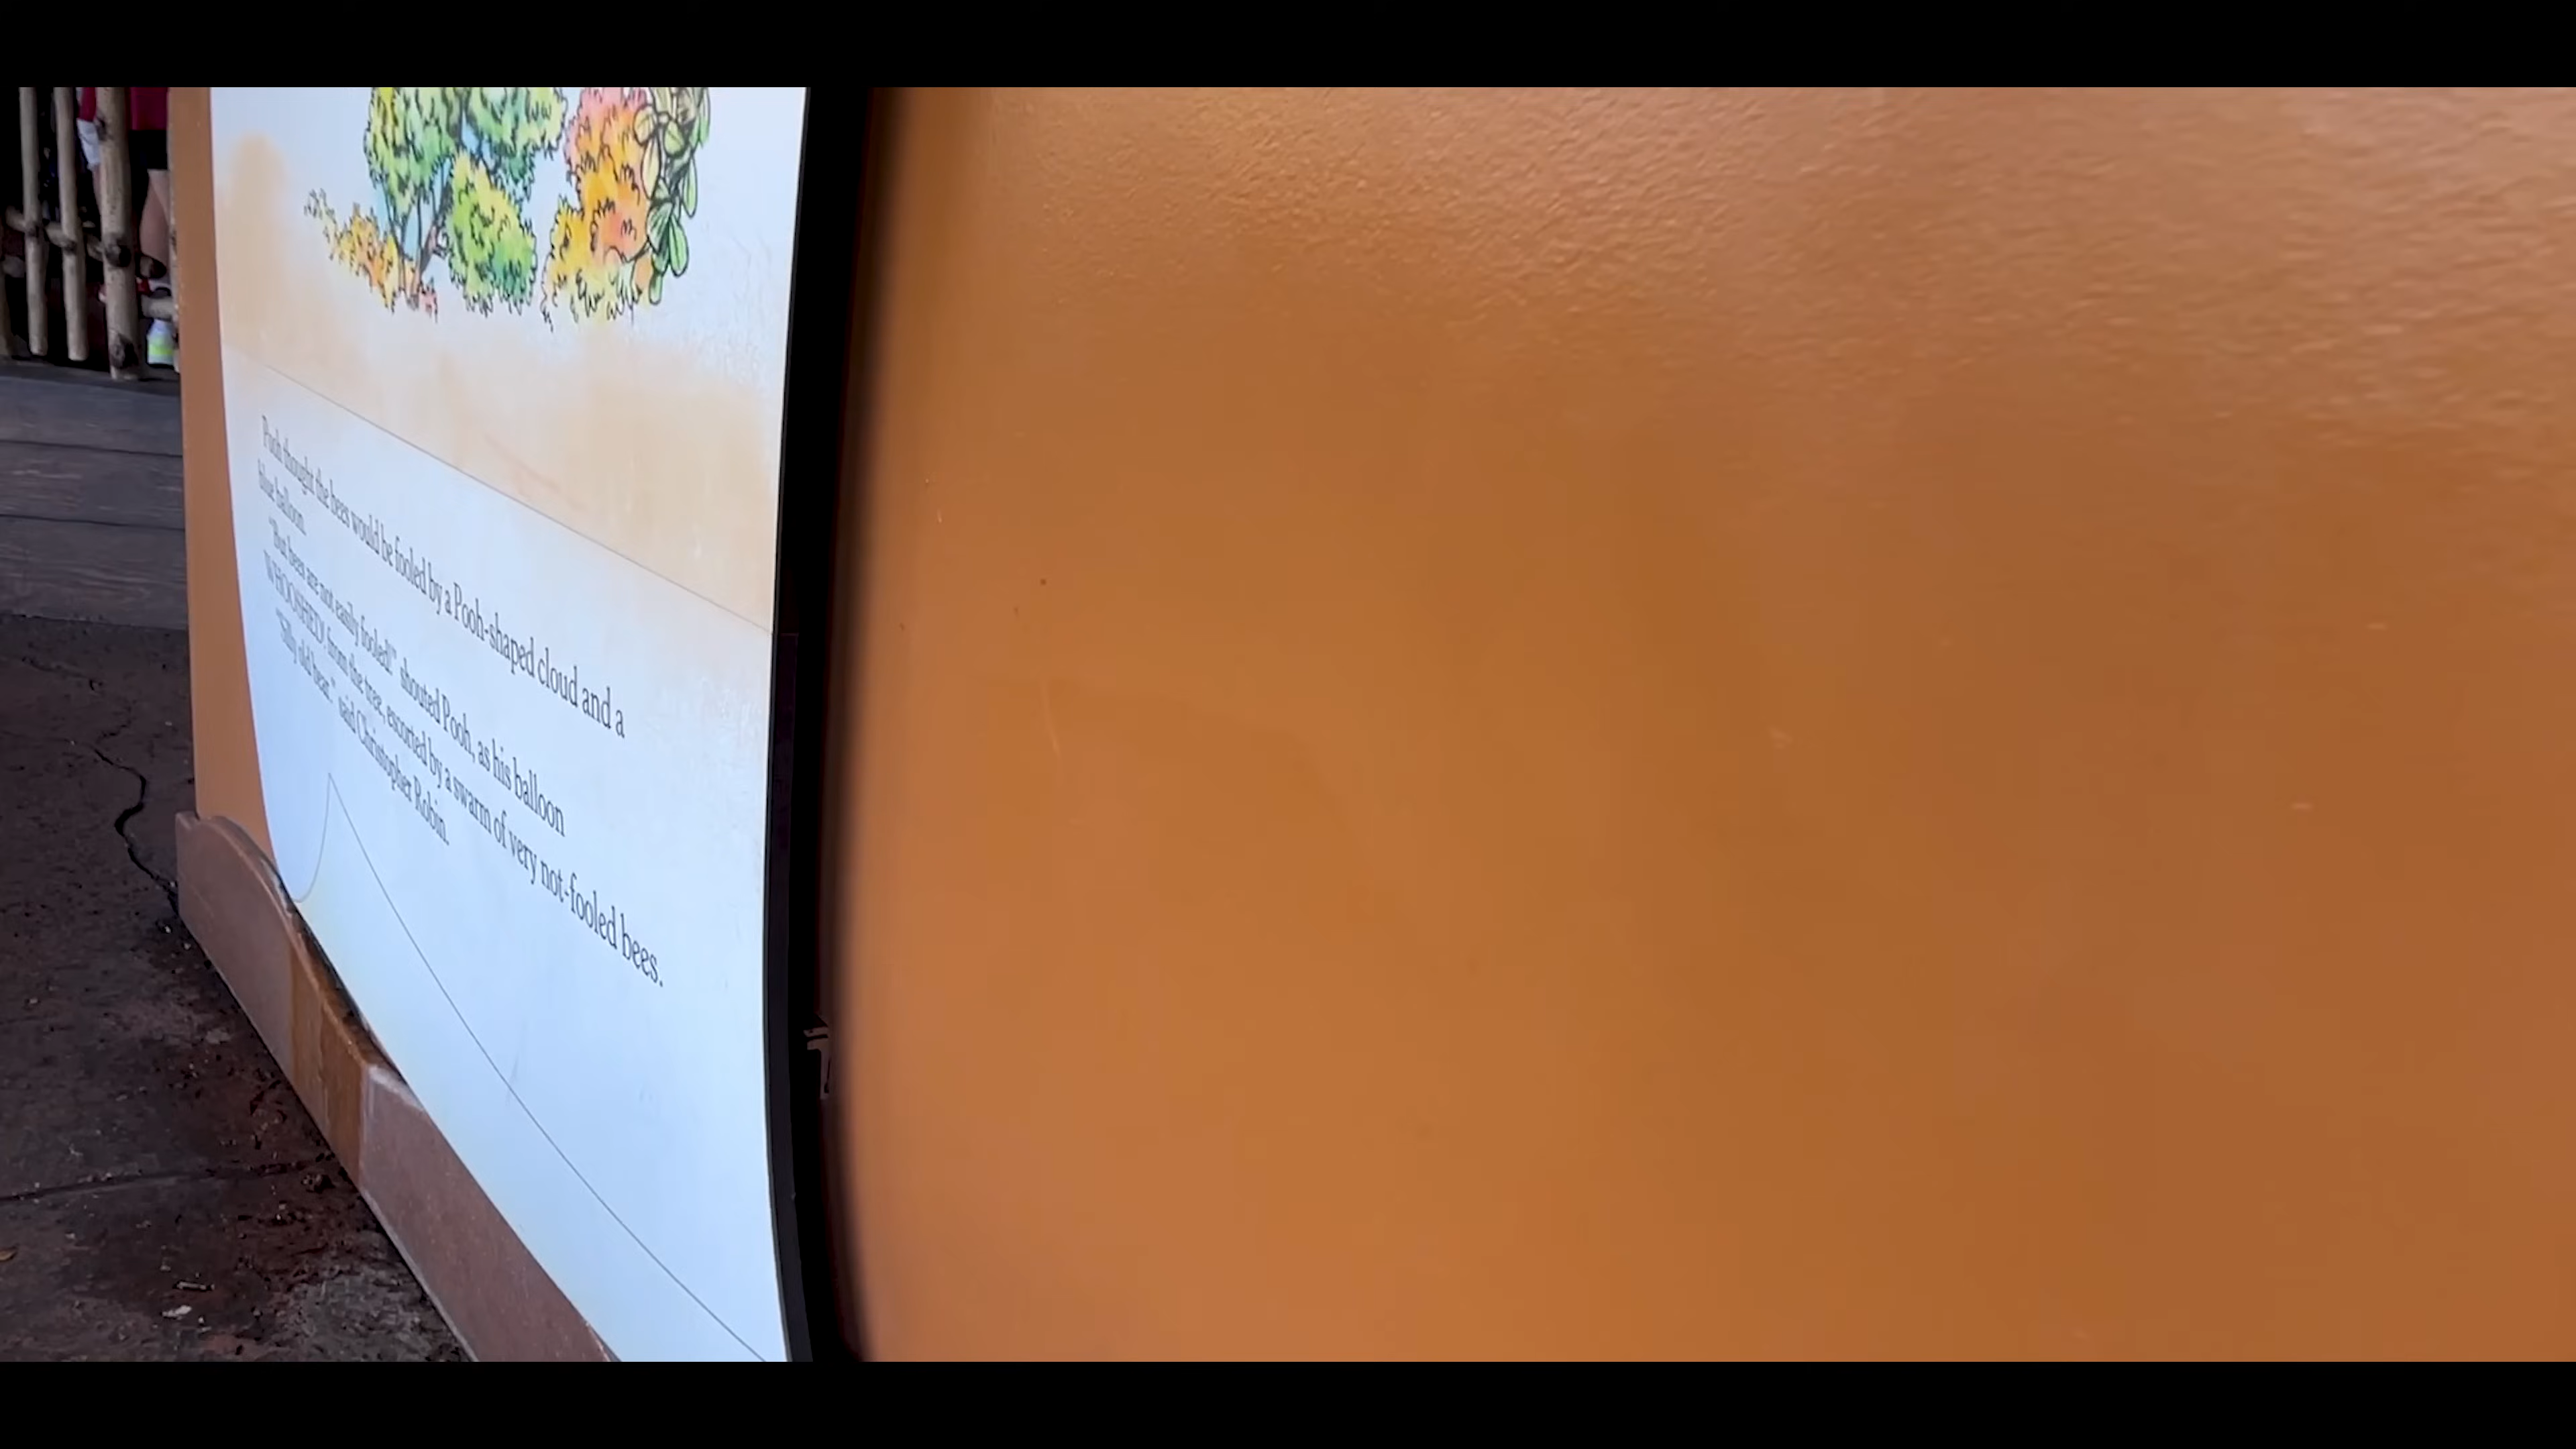 Pooh thought the bees would be fooled by a Pooh-shaped cloud and a
blue balloon.
"But bees are not easily fooled!" shouted Pooh, as his balloon
WHOOSHED! from the tree, escorted by a swarm of very not-fooled bees.
"Silly old bear." said Christopher Robin.